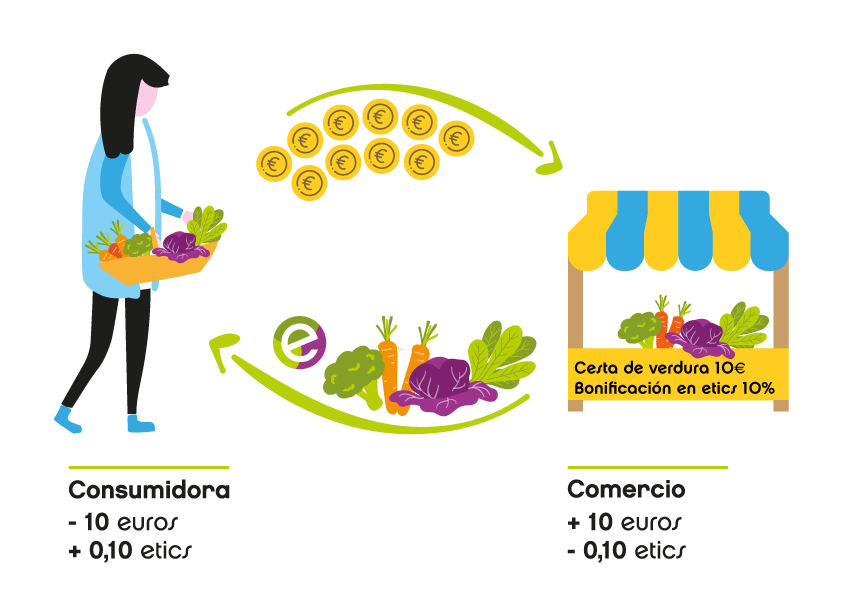 Cesta de verdura 10€
Bonificación en etics 10%
Consumidora
- 10 euros
+ 0,10 etics
Comercio
+ 10 euros
- 0,10 etics